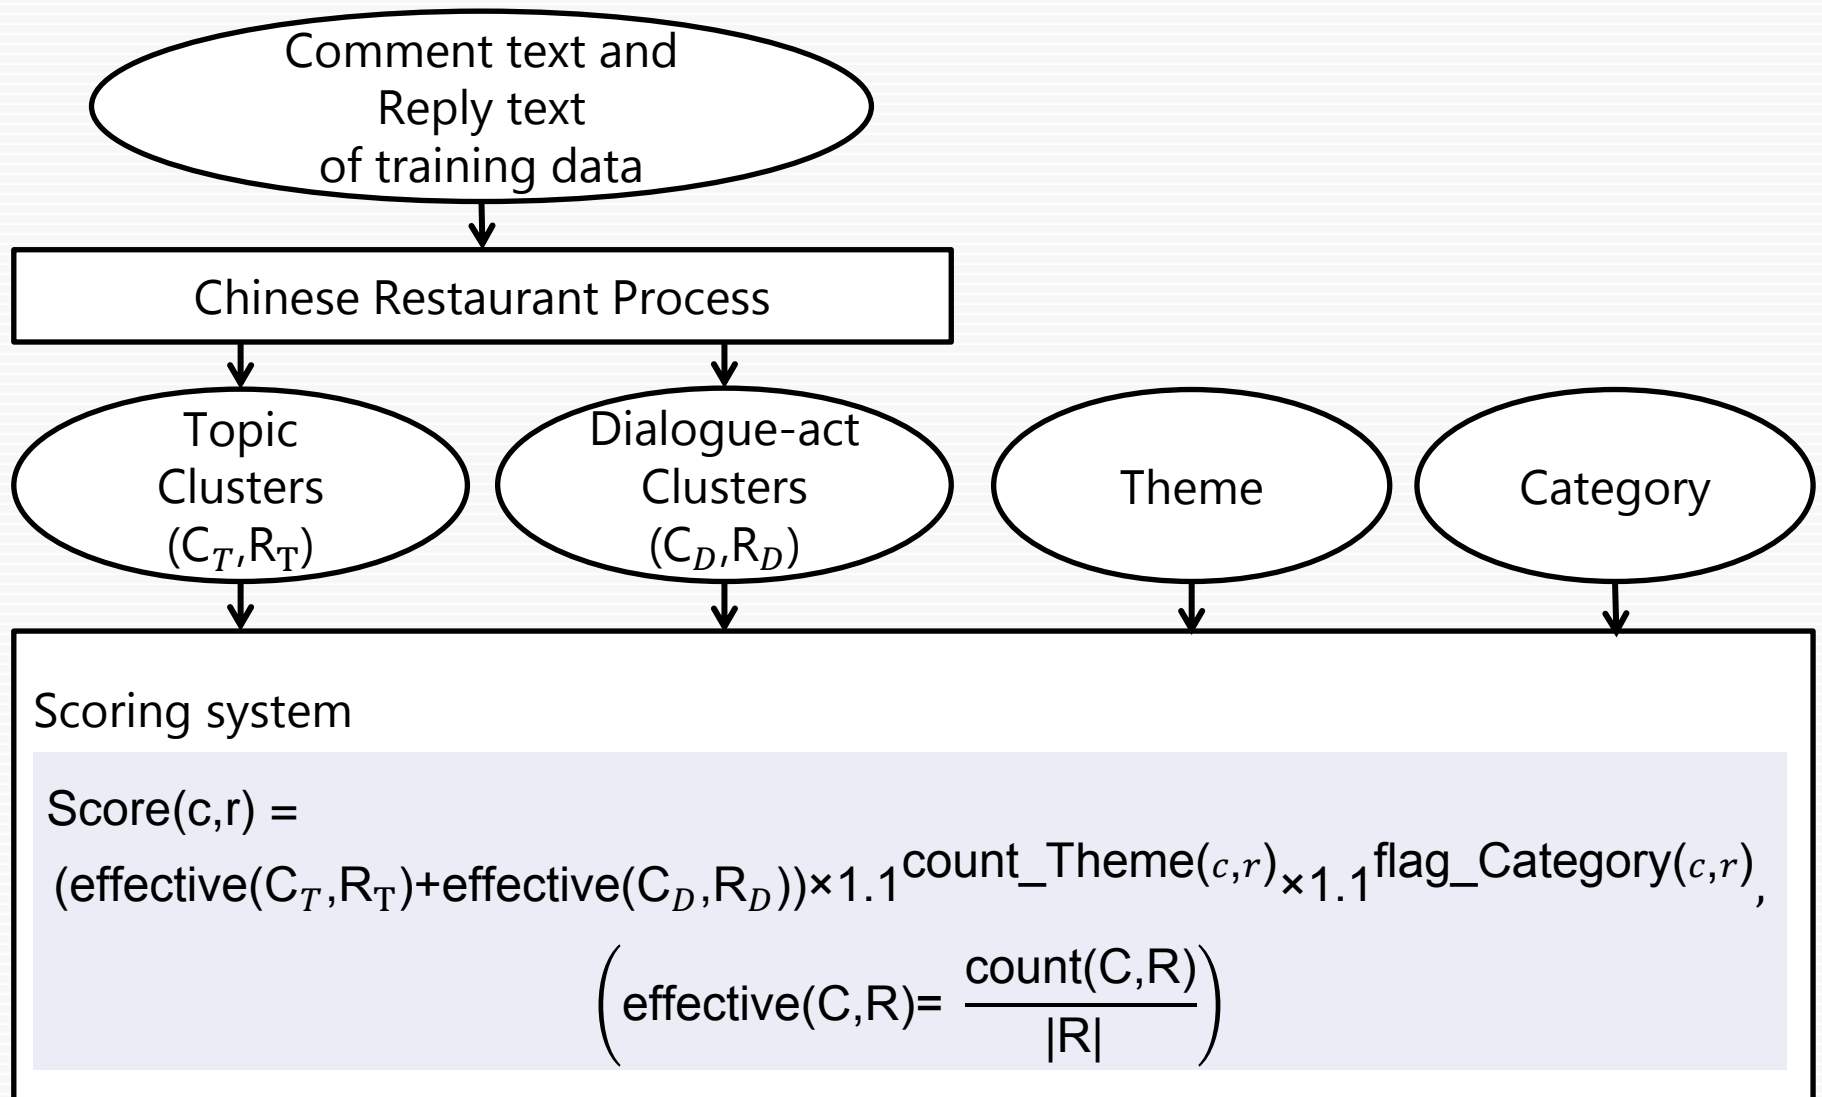 Comment text and
Reply text
of training data
Chinese Restaurant Process
Topic
Clusters
(C_T,R_T)
Dialogue-act
Clusters
(C_D,R_D)
Theme
Category
Scoring system
Score(c,r) =
(effective(C_T,R_T)+effective(C_D,R_D))×1.1^count_Theme(c,r)×1.1^flag_Category(c,r),
(effective(C,R)= count(C,R)/|R|)